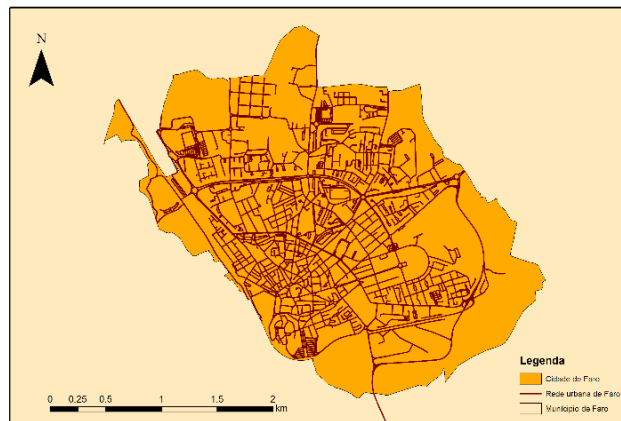 N
Legenda
Cidade de Faro
Rede urbana de Faro
Município de Faro
0 0.25 0.5 1 1.5 2
km